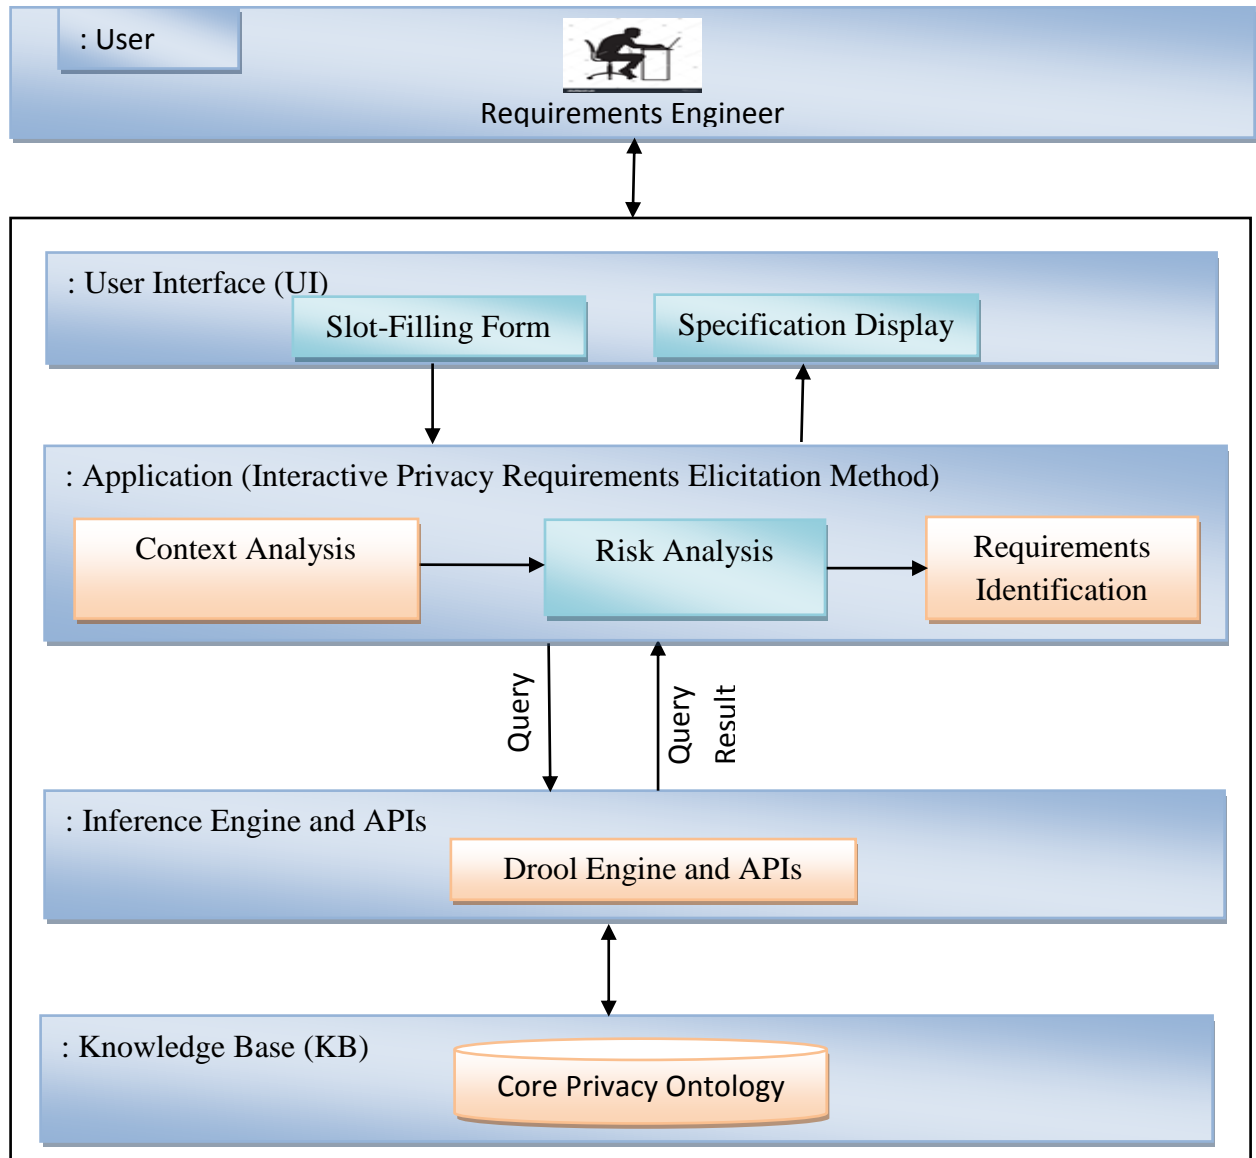 : User
Requirements Engineer
: User Interface (UI)
Slot-Filling Form
Specification Display
: Application (Interactive Privacy Requirements Elicitation Method)
Context Analysis
Risk Analysis
Requirements
Identification
Query
Query
Result
: Inference Engine and APIs
Drool Engine and APIs
: Knowledge Base (KB)
Core Privacy Ontology